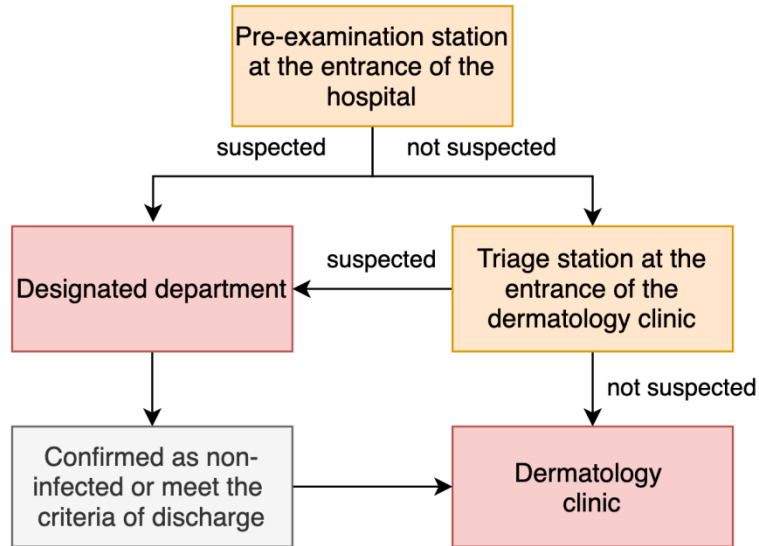 Pre-examination station
at the entrance of the
hospital
suspected
not suspected
Designated department
suspected
Triage station at the
entrance of the
dermatology clinic
not suspected
Confirmed as non-
infected or meet the
criteria of discharge
Dermatology
clinic